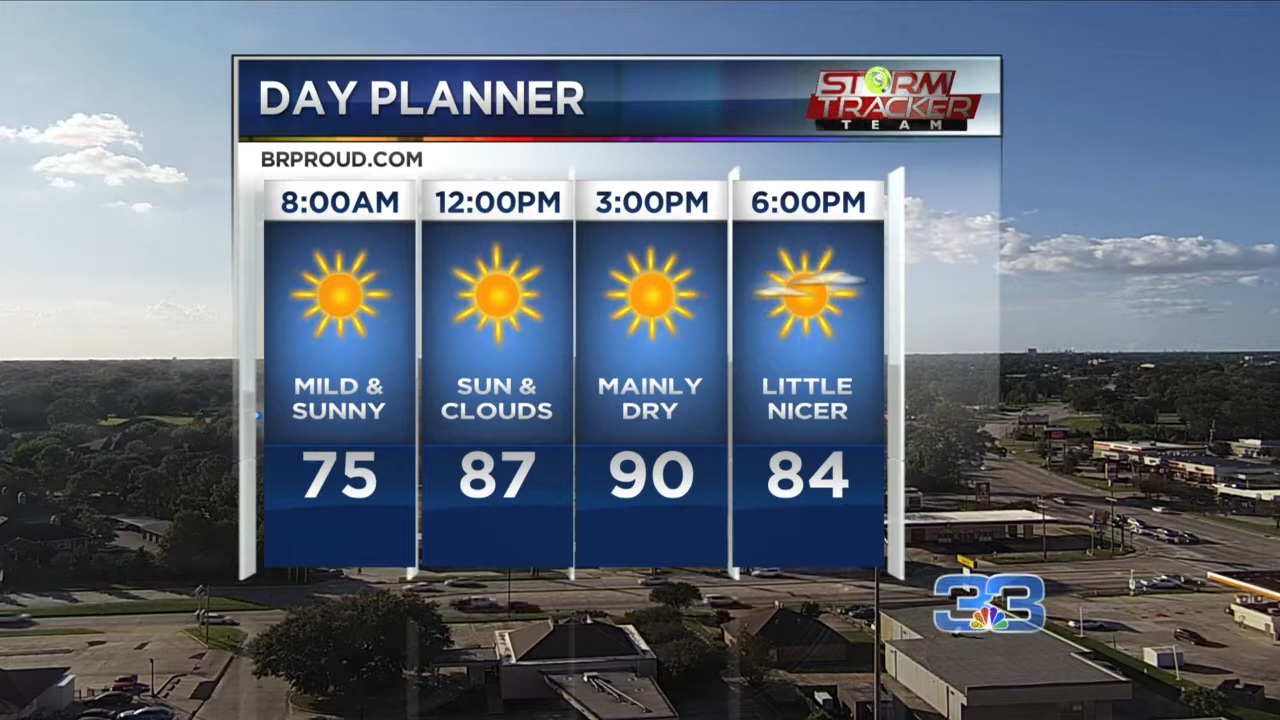 DAY PLANNER
STORM
TRACKER
TEAM
BRPROUD.COM
8:00AM 12:00PM 3:00PM 6:00PM
MILD & SUN & MAINLY LITTLE
SUNNY CLOUDS DRY NICER
75 87 90 84
33